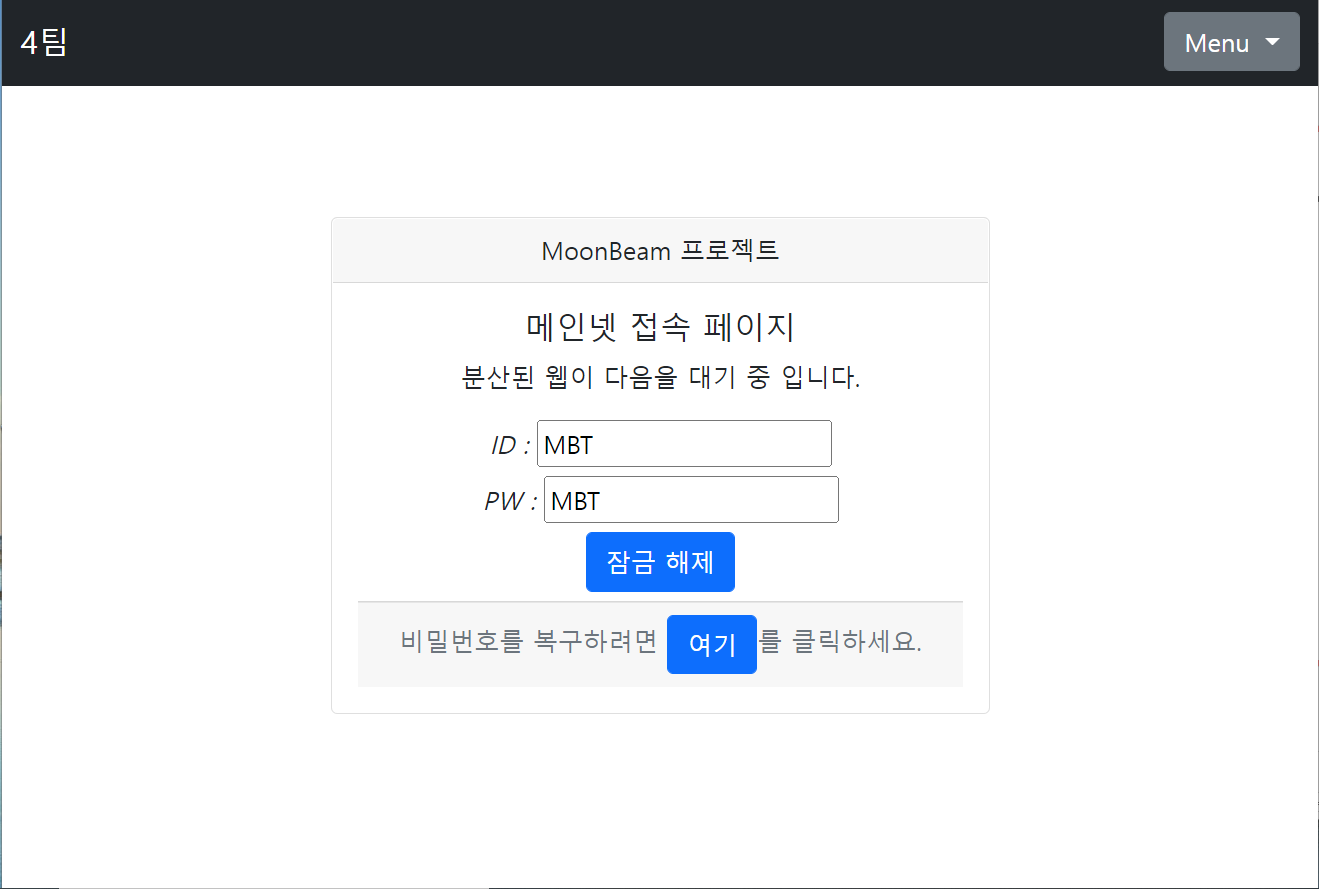 4팀
Menu
MoonBeam 프로젝트
메인넷 접속 페이지
분산된 웹이 다음을 대기 중 입니다.
ID : MBT
PW : MBT
잠금 해제
비밀번호를 복구하려면 여기를 클릭하세요.